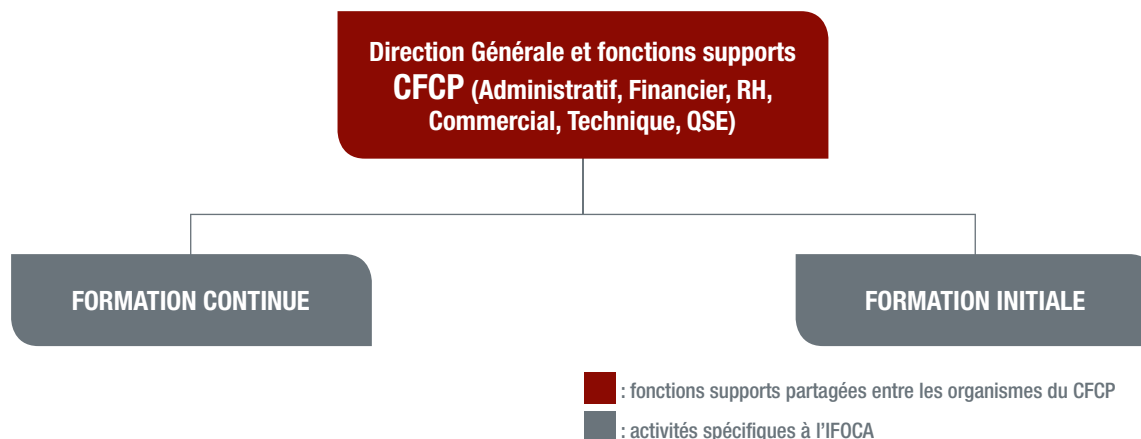 Direction Générale et fonctions supports
CFCP (Administratif, Financier, RH,
Commercial, Technique, QSE)
FORMATION CONTINUE
FORMATION INITIALE
: fonctions supports partagées entre les organismes du CFCP
: activités spécifiques à l'IFOCA